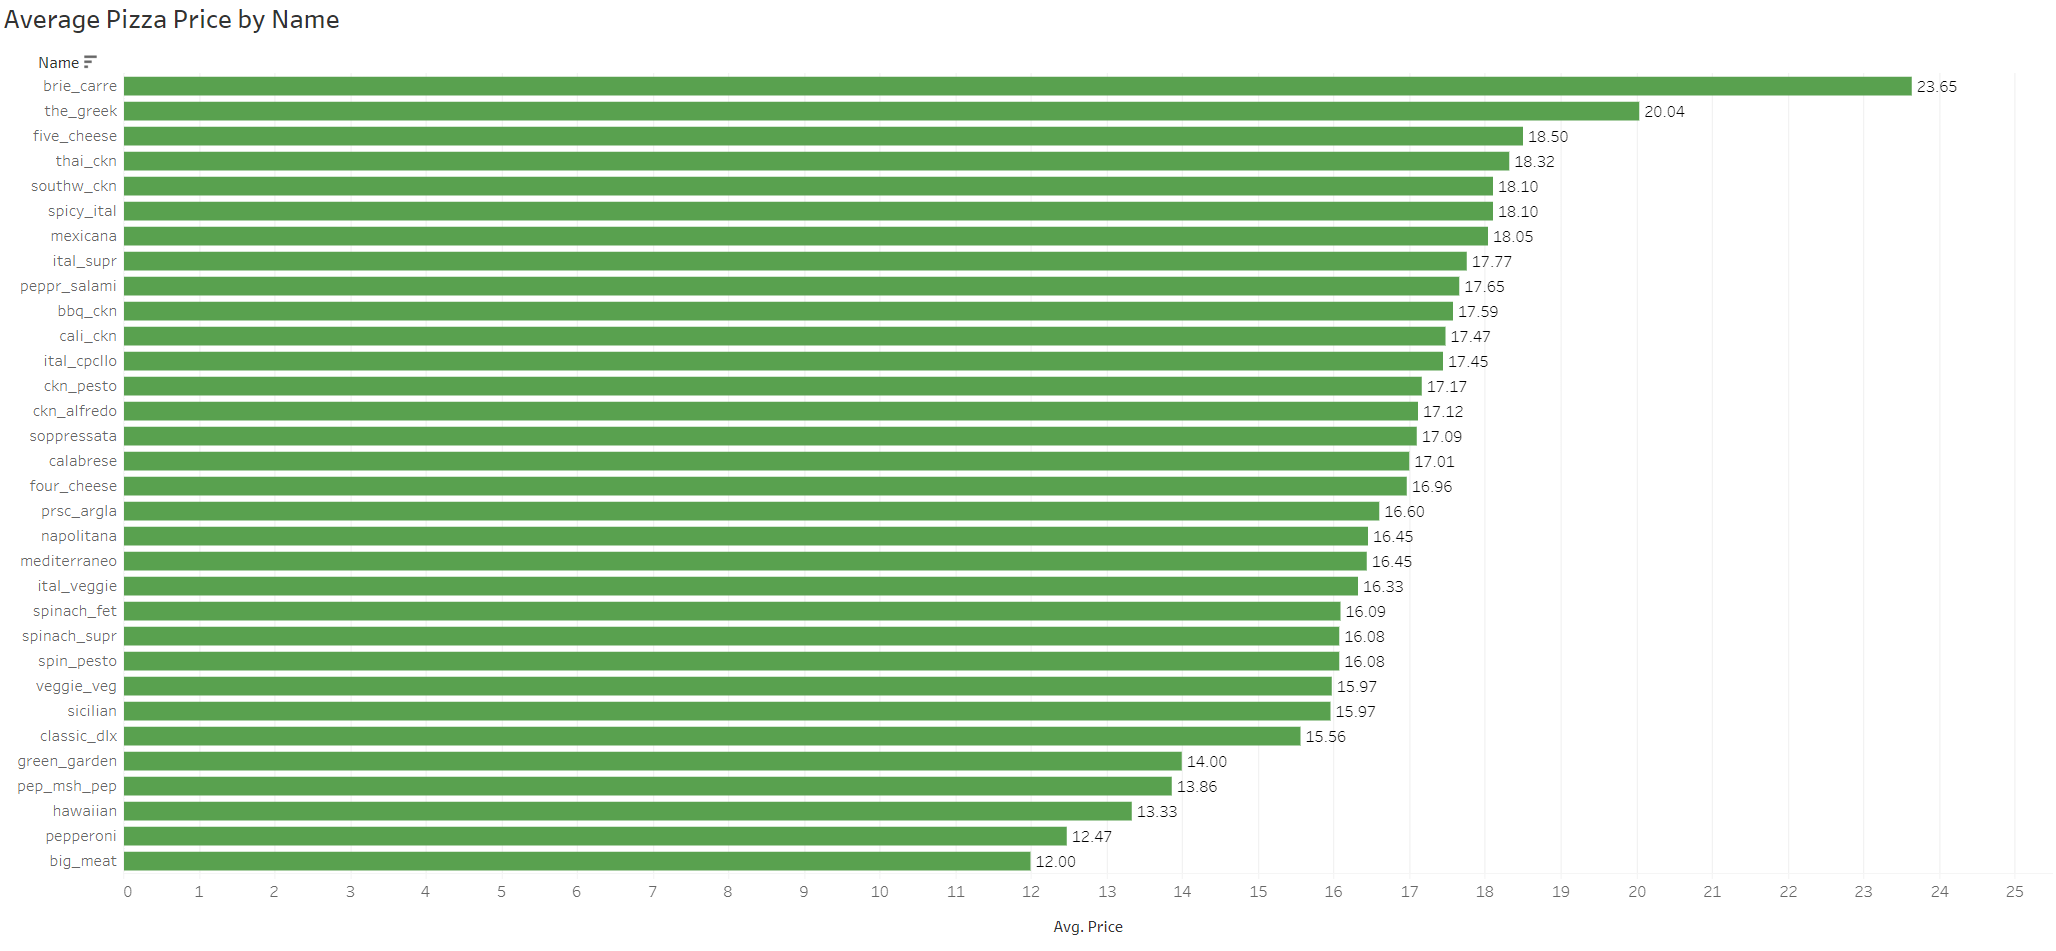 Average Pizza Price by Name
Name
brie_carre 23.65
the_greek 20.04
five_cheese 18.50
thai_ckn 18.32
southw_ckn 18.10
spicy_ital 18.10
mexicana 18.05
ital_supr 17.77
peppr_salami 17.65
bbq_ckn 17.59
cali_ckn 17.47
ital_cpcllo 17.45
ckn_pesto 17.17
ckn_alfredo 17.12
soppressata 17.09
calabrese 17.01
four_cheese 16.96
prsc_argla 16.60
napolitana 16.45
mediterraneo 16.45
ital_veggie 16.33
spinach_fet 16.09
spinach_supr 16.08
spin_pesto 16.08
veggie_veg 15.97
sicilian 15.97
classic_dlx 15.56
green_garden 14.00
pep_msh_pep 13.86
hawaiian 13.33
pepperoni 12.47
big_meat 12.00
0 1 2 3 4 5 6 7 8 9 10 11 12 13 14 15 16 17 18 19 20 21 22 23 24 25
Avg. Price